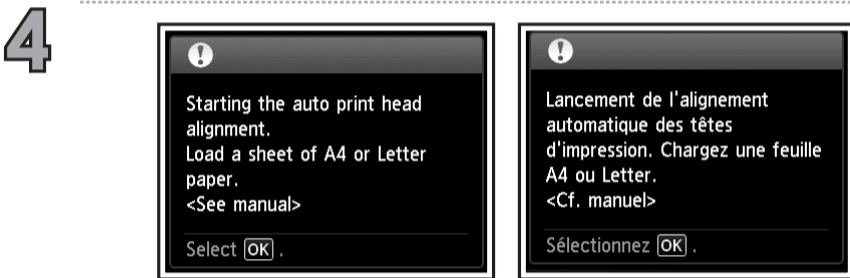 4
Starting the auto print head
alignment.
Load a sheet of A4 or Letter
paper.
<See manual>
Select OK .
Lancement de l'alignement
automatique des têtes
d'impression. Chargez une feuille
A4 ou Letter.
<Cf. manuel>
Sélectionnez OK .